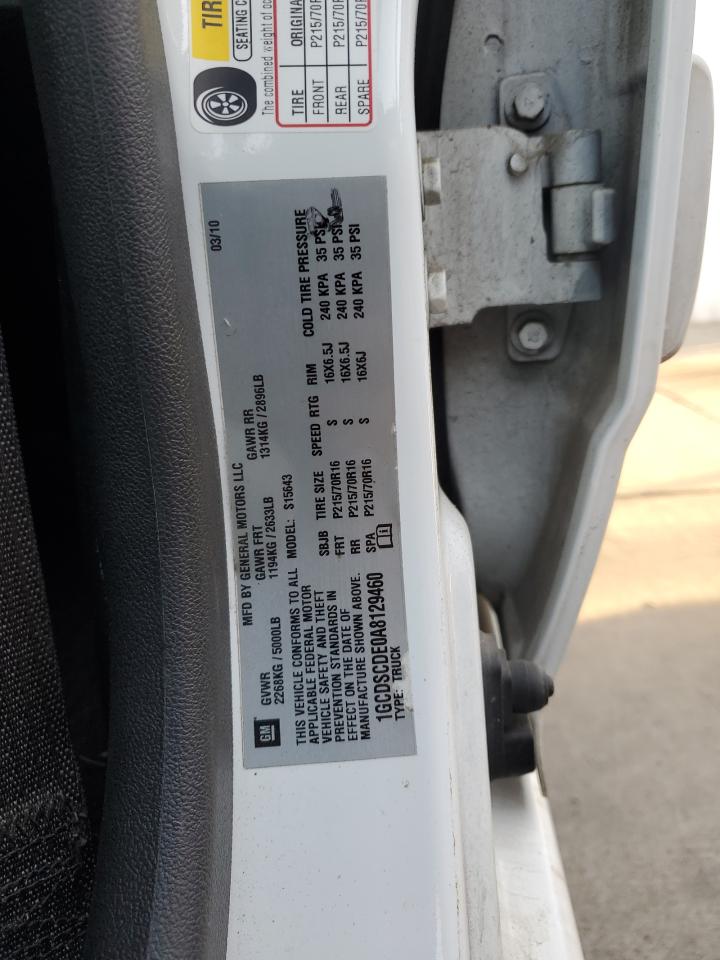 MFD BY GENERAL MOTORS LLC
03/10
GM
GVWR GAWR FRT GAWR RR
2268KG / 5000LB 1194KG / 2633LB 1314KG / 2896LB
THIS VEHICLE CONFORMS TO ALL
APPLICABLE FEDERAL MOTOR
VEHICLE SAFETY AND THEFT
PREVENTION STANDARDS IN
EFFECT ON THE DATE OF
MANUFACTURE SHOWN ABOVE.
1GCDSCDE0A8129460
TYPE: TRUCK
MODEL: S15643
SBJB TIRE SIZE SPEED RTG RIM COLD TIRE PRESSURE
FRT P215/70R16 S 16X6.5J 240 KPA 35 PSI
RR P215/70R16 S 16X6.5J 240 KPA 35 PSI
SPA P215/70R16 S 16X6J 240 KPA 35 PSI
TIR
SEATING C
The combined weight of oc
TIRE ORIGINA
FRONT P215/70R
REAR P215/70R
SPARE P215/70R